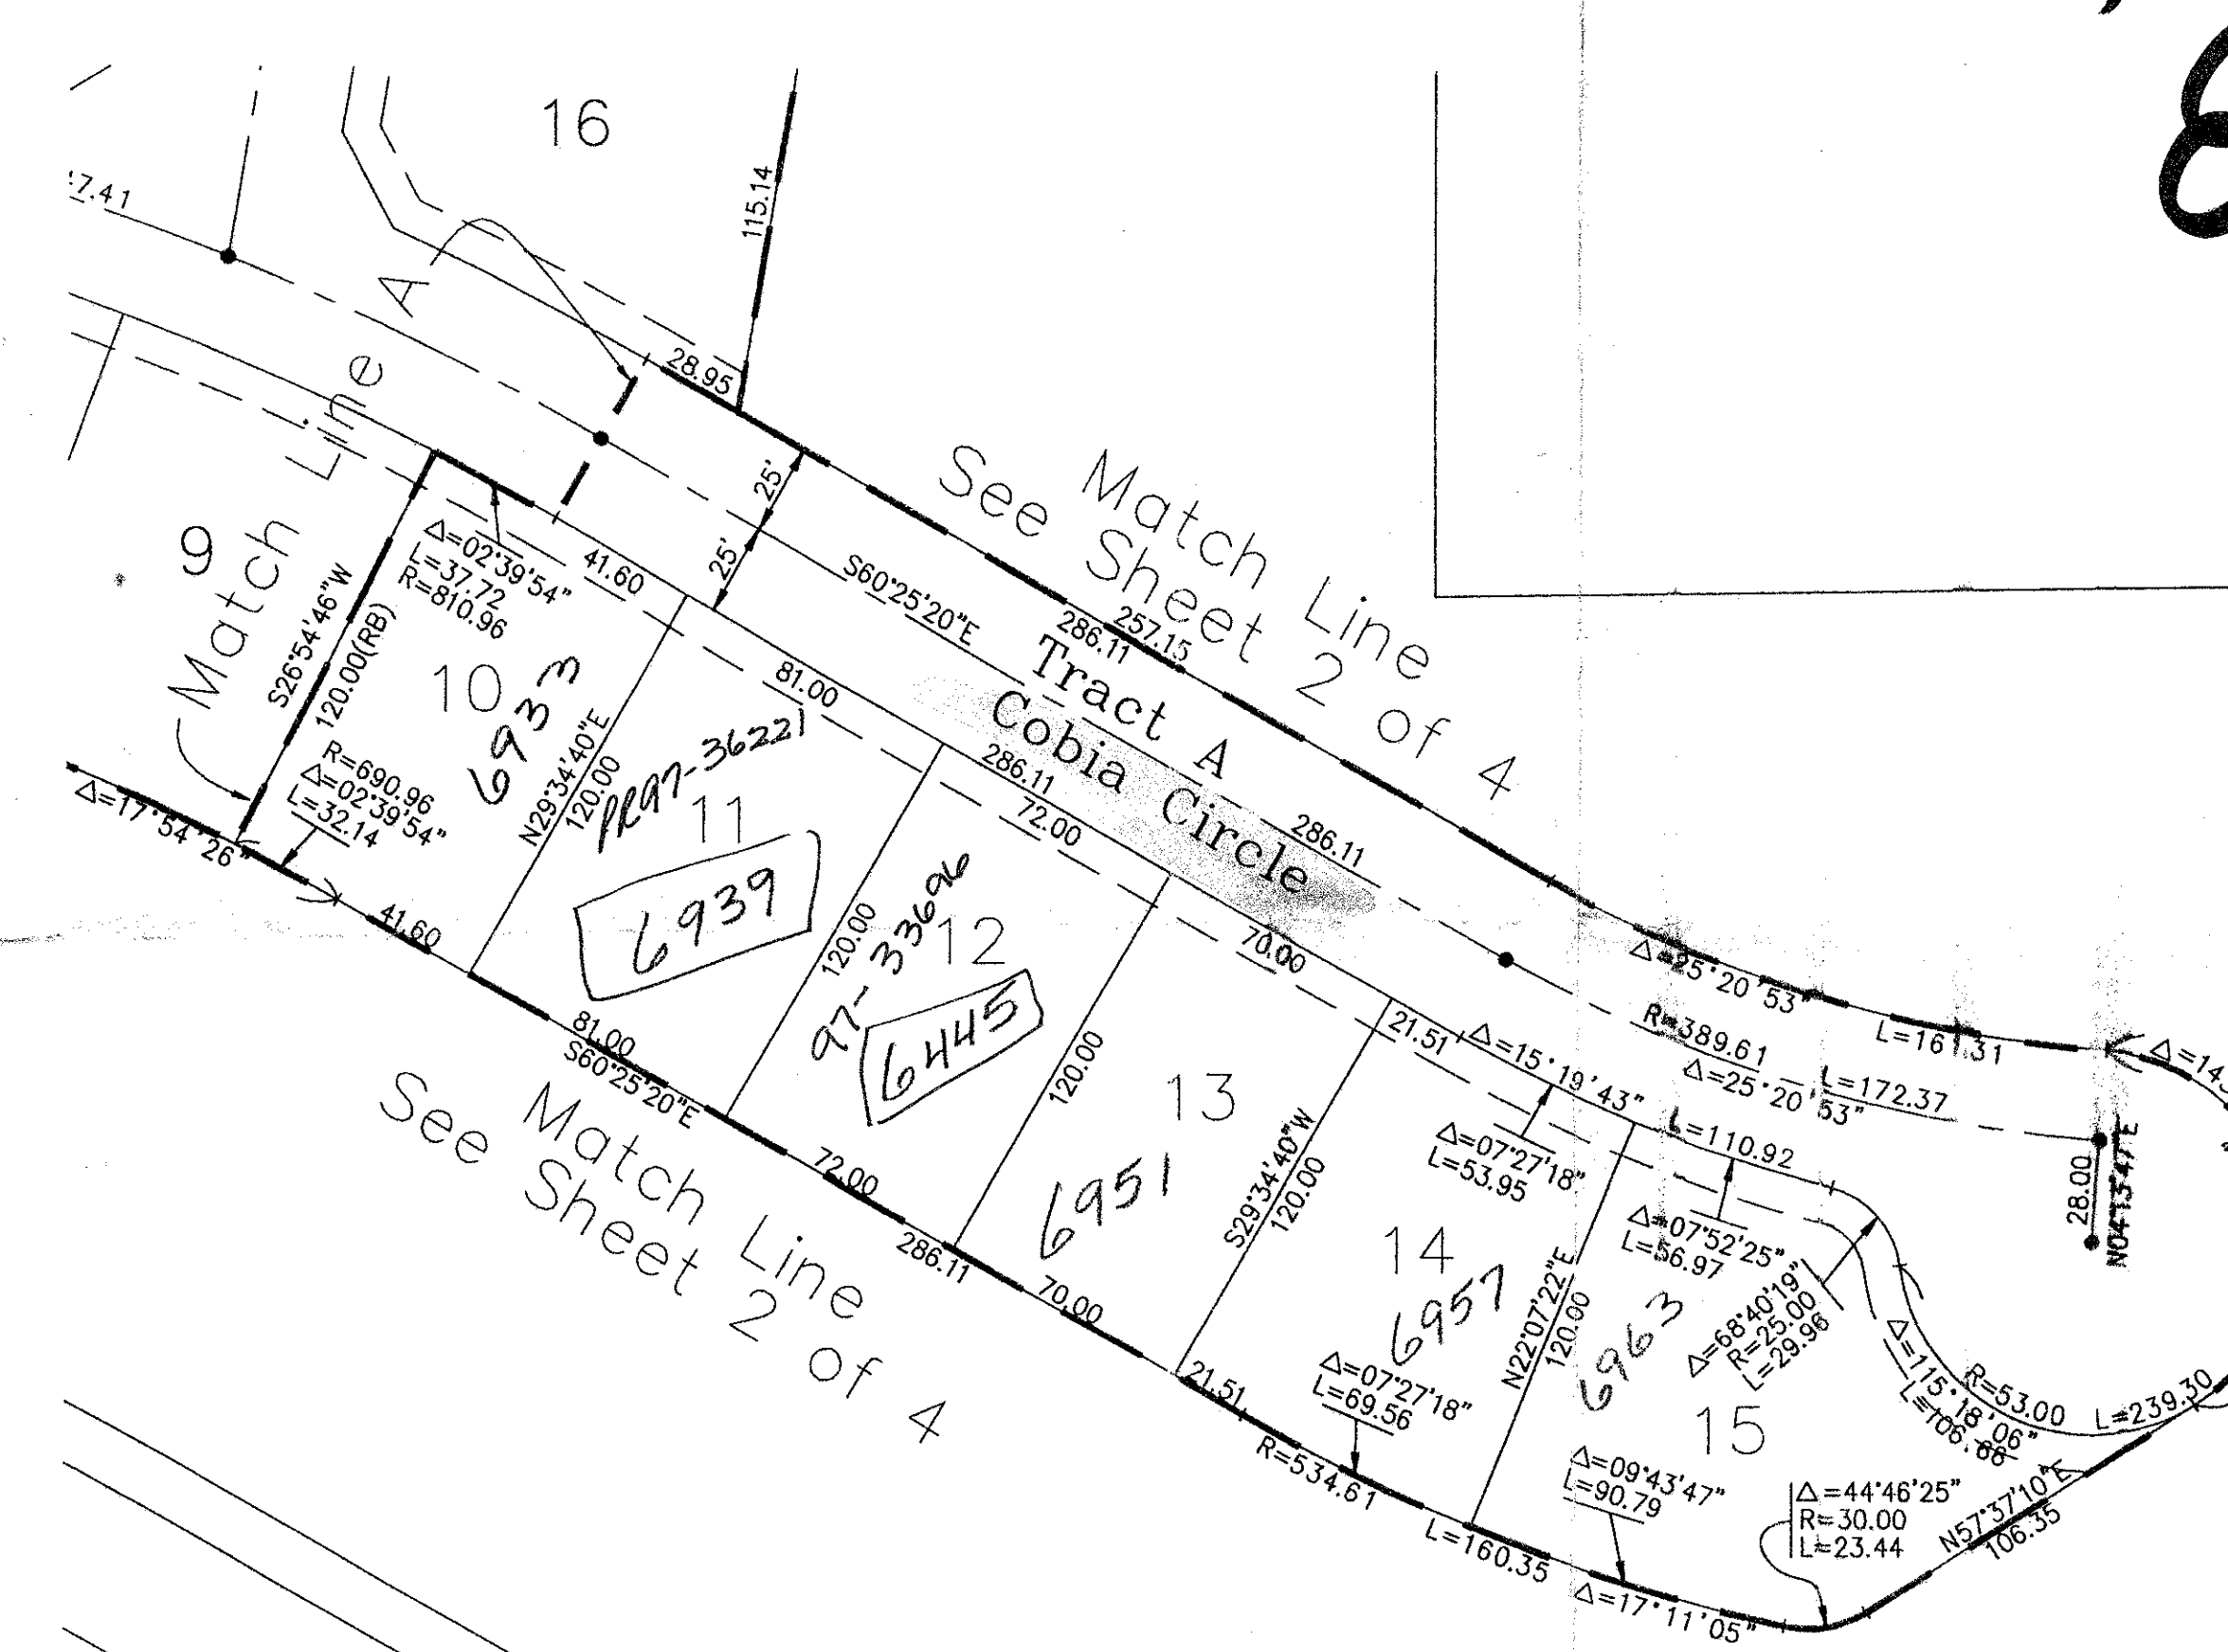 16
115.14
7.41
Match Line A
28.95
25'
25'
9
S26°54'46"W
120.00(RB)
Δ=02°39'54"
L=37.72
R=810.96
41.60
S60°25'20"E
Match Line
See Sheet 2 of 4
257.15
286.11
Tract A
Cobia Circle
286.11
10
6933
R=690.96
Δ=02°39'54"
L=32.14
Δ=17°54'26"
41.60
N29°34'40"E
120.00
81.00
PR97-36221
11
6939
81.00
S60°25'20"E
286.11
72.00
120.00
97-33696
12
6445
72.00
286.11
70.00
120.00
13
6951
70.00
Match Line
See Sheet 2 of 4
S29°34'40"W
120.00
21.51
Δ=15°19'43"
L=110.92
Δ=25°20'53"
R=389.61
Δ=25°20'53"
L=172.37
Δ=07°27'18"
L=53.95
14
6957
Δ=07°27'18"
L=69.56
21.51
R=534.61
L=160.35
Δ=17°11'05"
N22°07'22"E
120.00
Δ=07°52'25"
L=56.97
6963
15
Δ=68°40'19"
R=25.00
L=29.96
Δ=09°43'47"
L=90.79
28.00
Δ=115°18'06"
R=53.00
L=239.30
Δ=44°46'25"
R=30.00
L=23.44
N57°37'10"E
106.35